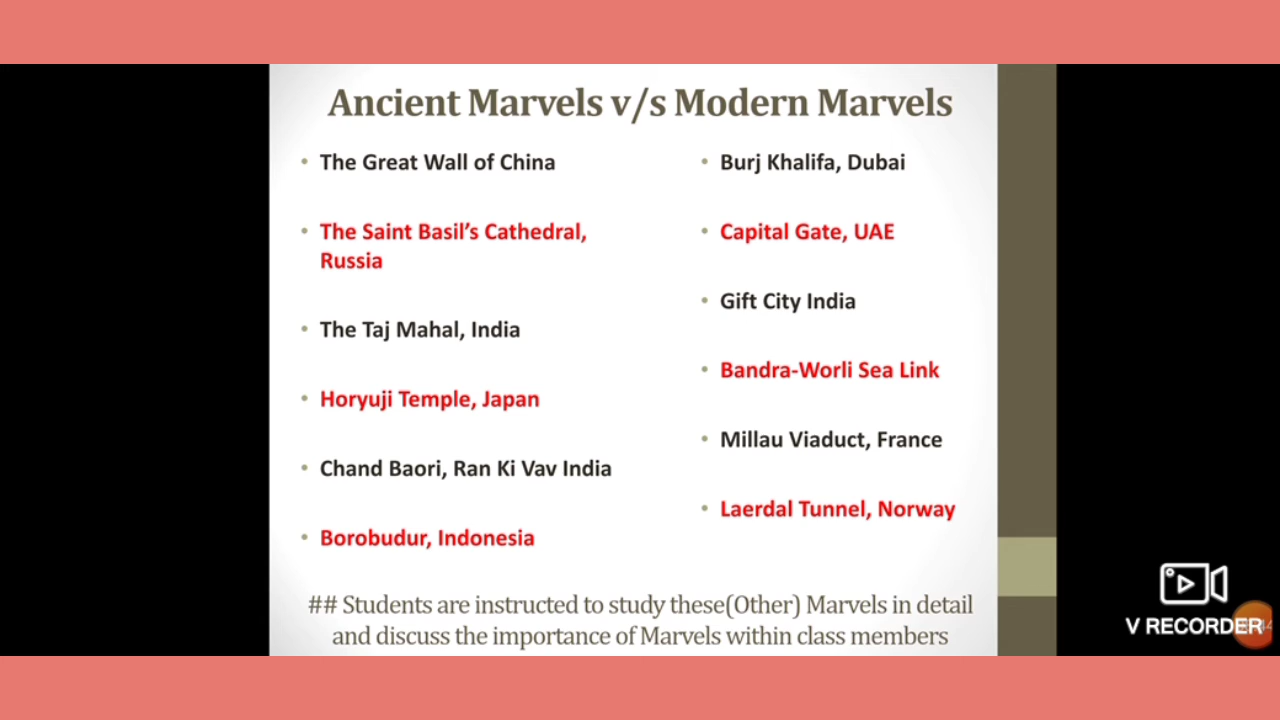 Ancient Marvels v/s Modern Marvels
• The Great Wall of China
• The Saint Basil's Cathedral,
Russia
• The Taj Mahal, India
• Horyuji Temple, Japan
• Chand Baori, Ran Ki Vav India
• Borobudur, Indonesia
• Burj Khalifa, Dubai
• Capital Gate, UAE
• Gift City India
• Bandra-Worli Sea Link
• Millau Viaduct, France
• Laerdal Tunnel, Norway
## Students are instructed to study these(Other) Marvels in detail
and discuss the importance of Marvels within class members
V RECORDER